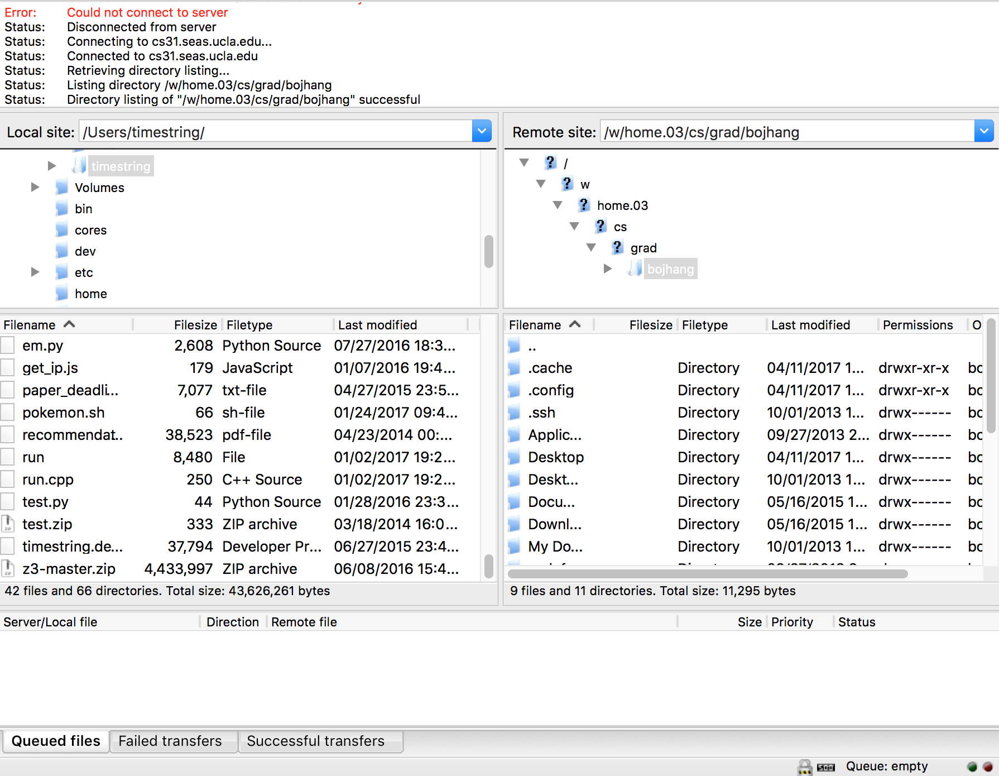 Error: Could not connect to server
Status: Disconnected from server
Status: Connecting to cs31.seas.ucla.edu...
Status: Connected to cs31.seas.ucla.edu
Status: Retrieving directory listing...
Status: Listing directory /w/home.03/cs/grad/bojhang
Status: Directory listing of "/w/home.03/cs/grad/bojhang" successful
Local site: /Users/timestring/
timestring
Volumes
bin
cores
dev
etc
home
Remote site: /w/home.03/cs/grad/bojhang
/
w
home.03
cs
grad
bojhang
Filename Filesize Filetype Last modified
em.py 2,608 Python Source 07/27/2016 18:3...
get_ip.js 179 JavaScript 01/07/2016 19:4...
paper_deadli... 7,077 txt-file 04/27/2015 23:5...
pokemon.sh 66 sh-file 01/24/2017 09:4...
recommendat.. 38,523 pdf-file 04/23/2014 00:...
run 8,480 File 01/02/2017 19:2...
run.cpp 250 C++ Source 01/02/2017 19:2...
test.py 44 Python Source 01/28/2016 23:3...
test.zip 333 ZIP archive 03/18/2014 16:0...
timestring.de... 37,794 Developer Pr... 06/27/2015 23:4...
z3-master.zip 4,433,997 ZIP archive 06/08/2016 15:4...
42 files and 66 directories. Total size: 43,626,261 bytes
Filename Filesize Filetype Last modified Permissions O
..
.cache Directory 04/11/2017 1... drwxr-xr-x bo
.config Directory 04/11/2017 1... drwxr-xr-x bo
.ssh Directory 10/01/2013 1... drwx------ bo
Applic... Directory 09/27/2013 2... drwx------ bo
Desktop Directory 04/11/2017 1... drwx------ bo
Deskt... Directory 10/01/2013 1... drwx------ bo
Docu... Directory 05/16/2015 1... drwx------ bo
Downl... Directory 05/16/2015 1... drwx------ bo
My Do... Directory 10/01/2013 1... drwx------ bo
9 files and 11 directories. Total size: 11,295 bytes
Server/Local file Direction Remote file Size Priority Status
Queued files Failed transfers Successful transfers
Queue: empty